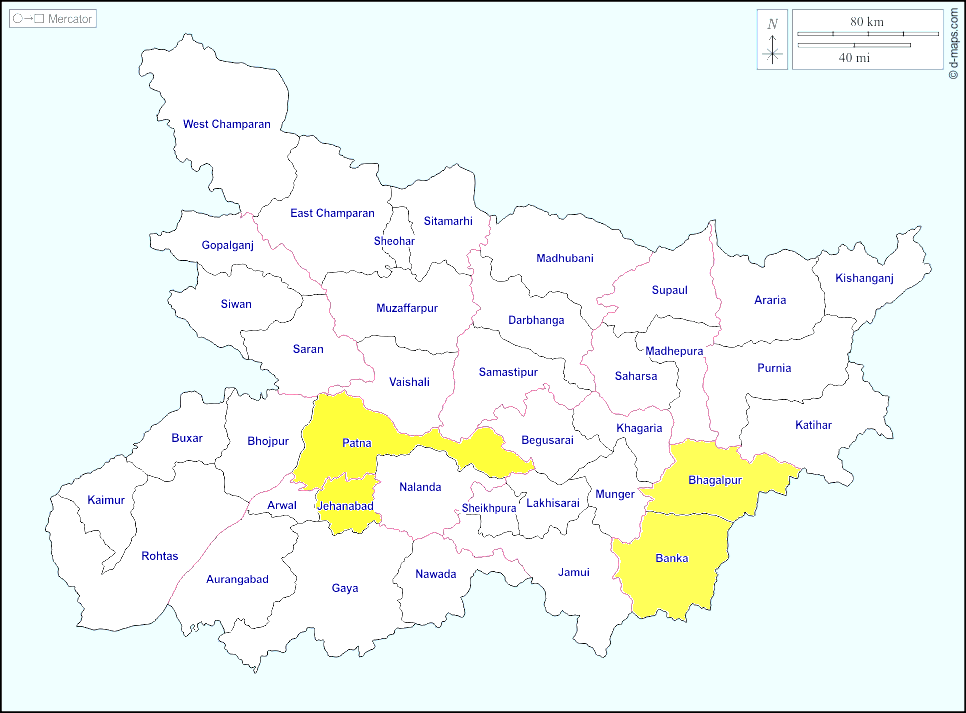 ○→□ Mercator
N
80 km
40 mi
© d-maps.com
West Champaran
East Champaran
Sitamarhi
Sheohar
Gopalganj
Madhubani
Kishanganj
Supaul
Araria
Siwan
Muzaffarpur
Darbhanga
Saran
Madhepura
Purnia
Samastipur
Saharsa
Vaishali
Katihar
Khagaria
Buxar
Bhojpur
Patna
Begusarai
Bhagalpur
Nalanda
Munger
Kaimur
Arwal
Jehanabad
Sheikhpura
Lakhisarai
Rohtas
Banka
Aurangabad
Nawada
Jamui
Gaya